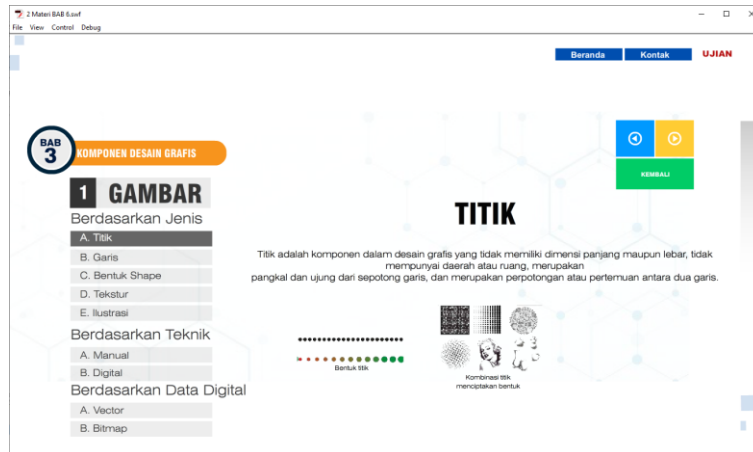 2 Materi BAB 6.swf
File View Control Debug
Beranda Kontak UJIAN
BAB
3
KOMPONEN DESAIN GRAFIS
KEMBALI
1 GAMBAR
Berdasarkan Jenis
A. Titik
B. Garis
C. Bentuk Shape
D. Tekstur
E. Ilustrasi
Berdasarkan Teknik
A. Manual
B. Digital
Berdasarkan Data Digital
A. Vector
B. Bitmap
TITIK
Titik adalah komponen dalam desain grafis yang tidak memiliki dimensi panjang maupun lebar, tidak
mempunyai daerah atau ruang, merupakan
pangkal dan ujung dari sepotong garis, dan merupakan perpotongan atau pertemuan antara dua garis.
Bentuk titik
Kombinasi titik
menciptakan bentuk